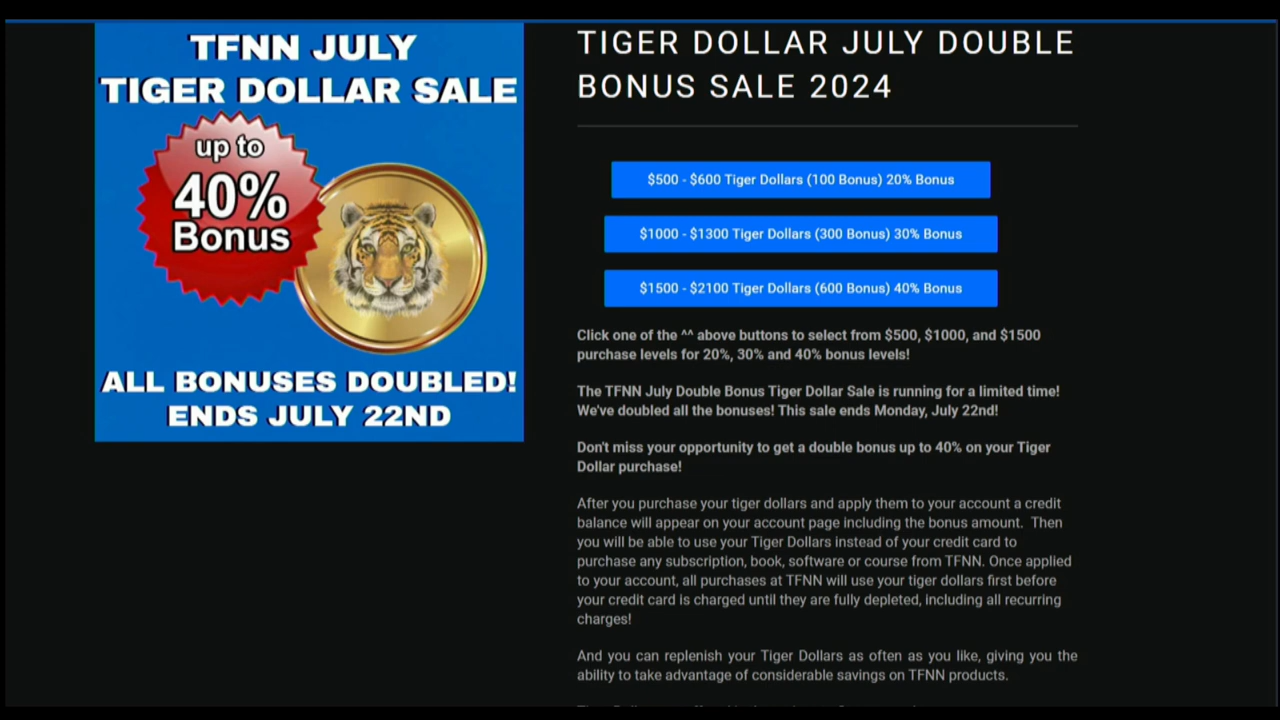 TFNN JULY
TIGER DOLLAR SALE
up to
40%
Bonus
ALL BONUSES DOUBLED!
ENDS JULY 22ND
TIGER DOLLAR JULY DOUBLE
BONUS SALE 2024
$500 - $600 Tiger Dollars (100 Bonus) 20% Bonus
$1000 - $1300 Tiger Dollars (300 Bonus) 30% Bonus
$1500 - $2100 Tiger Dollars (600 Bonus) 40% Bonus
Click one of the ^^ above buttons to select from $500, $1000, and $1500
purchase levels for 20%, 30% and 40% bonus levels!
The TFNN July Double Bonus Tiger Dollar Sale is running for a limited time!
We've doubled all the bonuses! This sale ends Monday, July 22nd!
Don't miss your opportunity to get a double bonus up to 40% on your Tiger
Dollar purchase!
After you purchase your tiger dollars and apply them to your account a credit
balance will appear on your account page including the bonus amount. Then
you will be able to use your Tiger Dollars instead of your credit card to
purchase any subscription, book, software or course from TFNN. Once applied
to your account, all purchases at TFNN will use your tiger dollars first before
your credit card is charged until they are fully depleted, including all recurring
charges!
And you can replenish your Tiger Dollars as often as you like, giving you the
ability to take advantage of considerable savings on TFNN products.